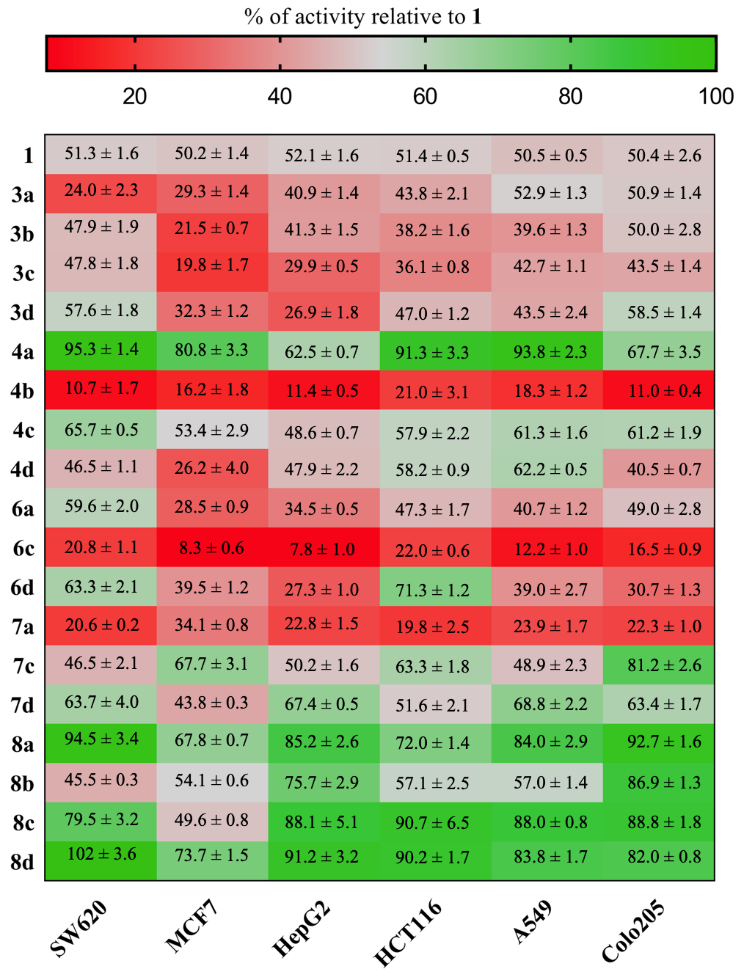 % of activity relative to 1
20 40 60 80 100
1 51.3 ± 1.6 50.2 ± 1.4 52.1 ± 1.6 51.4 ± 0.5 50.5 ± 0.5 50.4 ± 2.6
3a 24.0 ± 2.3 29.3 ± 1.4 40.9 ± 1.4 43.8 ± 2.1 52.9 ± 1.3 50.9 ± 1.4
3b 47.9 ± 1.9 21.5 ± 0.7 41.3 ± 1.5 38.2 ± 1.6 39.6 ± 1.3 50.0 ± 2.8
3c 47.8 ± 1.8 19.8 ± 1.7 29.9 ± 0.5 36.1 ± 0.8 42.7 ± 1.1 43.5 ± 1.4
3d 57.6 ± 1.8 32.3 ± 1.2 26.9 ± 1.8 47.0 ± 1.2 43.5 ± 2.4 58.5 ± 1.4
4a 95.3 ± 1.4 80.8 ± 3.3 62.5 ± 0.7 91.3 ± 3.3 93.8 ± 2.3 67.7 ± 3.5
4b 10.7 ± 1.7 16.2 ± 1.8 11.4 ± 0.5 21.0 ± 3.1 18.3 ± 1.2 11.0 ± 0.4
4c 65.7 ± 0.5 53.4 ± 2.9 48.6 ± 0.7 57.9 ± 2.2 61.3 ± 1.6 61.2 ± 1.9
4d 46.5 ± 1.1 26.2 ± 4.0 47.9 ± 2.2 58.2 ± 0.9 62.2 ± 0.5 40.5 ± 0.7
6a 59.6 ± 2.0 28.5 ± 0.9 34.5 ± 0.5 47.3 ± 1.7 40.7 ± 1.2 49.0 ± 2.8
6c 20.8 ± 1.1 8.3 ± 0.6 7.8 ± 1.0 22.0 ± 0.6 12.2 ± 1.0 16.5 ± 0.9
6d 63.3 ± 2.1 39.5 ± 1.2 27.3 ± 1.0 71.3 ± 1.2 39.0 ± 2.7 30.7 ± 1.3
7a 20.6 ± 0.2 34.1 ± 0.8 22.8 ± 1.5 19.8 ± 2.5 23.9 ± 1.7 22.3 ± 1.0
7c 46.5 ± 2.1 67.7 ± 3.1 50.2 ± 1.6 63.3 ± 1.8 48.9 ± 2.3 81.2 ± 2.6
7d 63.7 ± 4.0 43.8 ± 0.3 67.4 ± 0.5 51.6 ± 2.1 68.8 ± 2.2 63.4 ± 1.7
8a 94.5 ± 3.4 67.8 ± 0.7 85.2 ± 2.6 72.0 ± 1.4 84.0 ± 2.9 92.7 ± 1.6
8b 45.5 ± 0.3 54.1 ± 0.6 75.7 ± 2.9 57.1 ± 2.5 57.0 ± 1.4 86.9 ± 1.3
8c 79.5 ± 3.2 49.6 ± 0.8 88.1 ± 5.1 90.7 ± 6.5 88.0 ± 0.8 88.8 ± 1.8
8d 102 ± 3.6 73.7 ± 1.5 91.2 ± 3.2 90.2 ± 1.7 83.8 ± 1.7 82.0 ± 0.8
SW620 MCF7 HepG2 HCT116 A549 Colo205